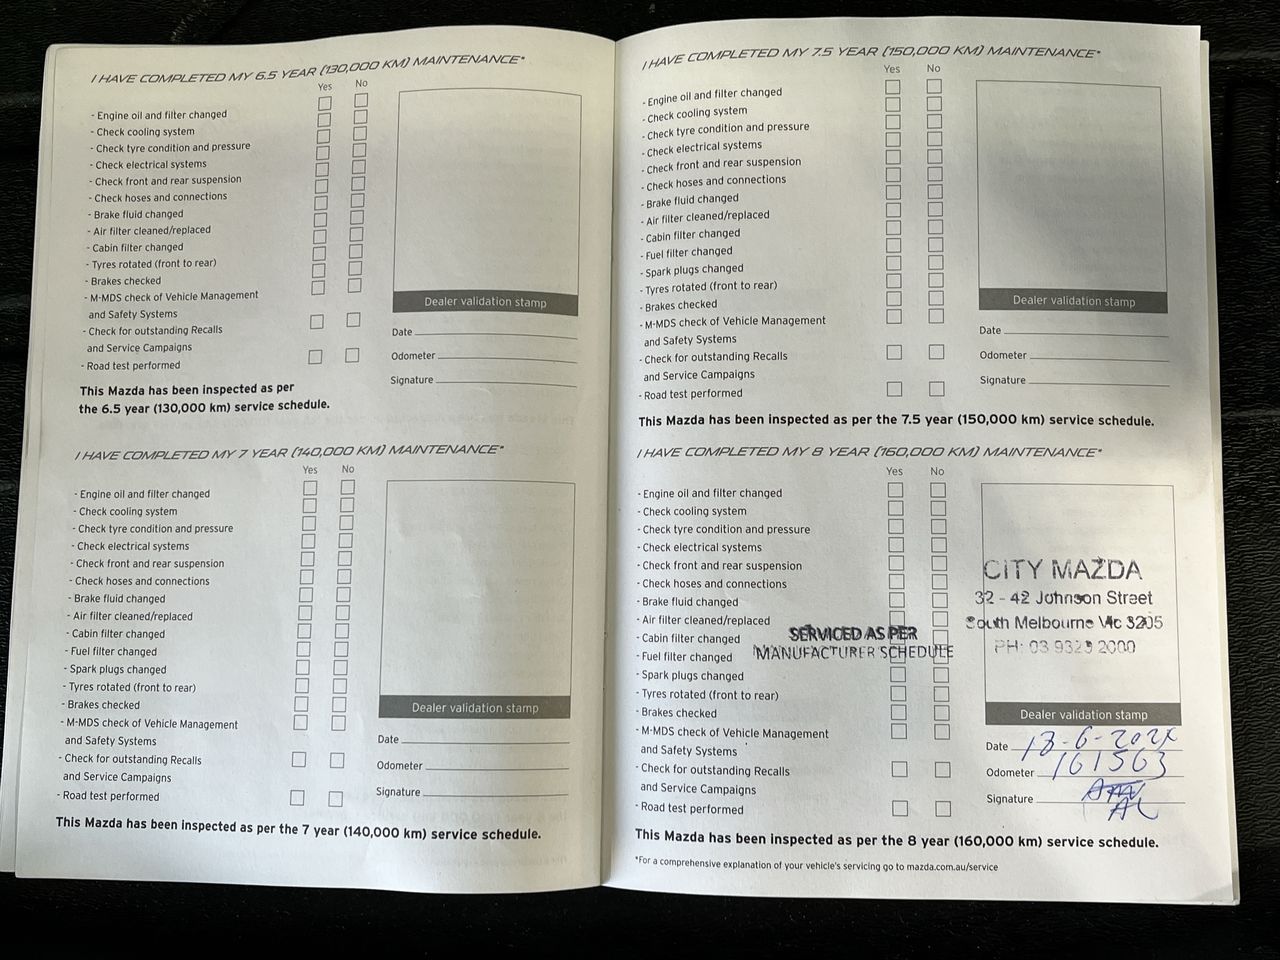 I HAVE COMPLETED MY 6.5 YEAR (130,000 KM) MAINTENANCE*
Yes No
- Engine oil and filter changed
- Check cooling system
- Check tyre condition and pressure
- Check electrical systems
- Check front and rear suspension
- Check hoses and connections
- Brake fluid changed
- Air filter cleaned/replaced
- Cabin filter changed
- Tyres rotated (front to rear)
- Brakes checked
- M-MDS check of Vehicle Management
and Safety Systems
- Check for outstanding Recalls
and Service Campaigns
- Road test performed
Dealer validation stamp
Date
Odometer
Signature
This Mazda has been inspected as per
the 6.5 year (130,000 km) service schedule.
I HAVE COMPLETED MY 7 YEAR (140,000 KM) MAINTENANCE*
Yes No
- Engine oil and filter changed
- Check cooling system
- Check tyre condition and pressure
- Check electrical systems
- Check front and rear suspension
- Check hoses and connections
- Brake fluid changed
- Air filter cleaned/replaced
- Cabin filter changed
- Fuel filter changed
- Spark plugs changed
- Tyres rotated (front to rear)
- Brakes checked
- M-MDS check of Vehicle Management
and Safety Systems
- Check for outstanding Recalls
and Service Campaigns
- Road test performed
Dealer validation stamp
Date
Odometer
Signature
This Mazda has been inspected as per the 7 year (140,000 km) service schedule.
I HAVE COMPLETED MY 7.5 YEAR (150,000 KM) MAINTENANCE*
Yes No
- Engine oil and filter changed
- Check cooling system
- Check tyre condition and pressure
- Check electrical systems
- Check front and rear suspension
- Check hoses and connections
- Brake fluid changed
- Air filter cleaned/replaced
- Cabin filter changed
- Fuel filter changed
- Spark plugs changed
- Tyres rotated (front to rear)
- Brakes checked
- M-MDS check of Vehicle Management
and Safety Systems
- Check for outstanding Recalls
and Service Campaigns
- Road test performed
Dealer validation stamp
Date
Odometer
Signature
This Mazda has been inspected as per the 7.5 year (150,000 km) service schedule.
I HAVE COMPLETED MY 8 YEAR (160,000 KM) MAINTENANCE*
Yes No
- Engine oil and filter changed
- Check cooling system
- Check tyre condition and pressure
- Check electrical systems
- Check front and rear suspension
- Check hoses and connections
- Brake fluid changed
- Air filter cleaned/replaced
- Cabin filter changed
- Fuel filter changed
- Spark plugs changed
- Tyres rotated (front to rear)
- Brakes checked
- M-MDS check of Vehicle Management
and Safety Systems
- Check for outstanding Recalls
and Service Campaigns
- Road test performed
SERVICED AS PER
MANUFACTURER SCHEDULE
CITY MAZDA
32 - 42 Johnson Street
South Melbourne Vic 3205
PH: 03 932 2000
Dealer validation stamp
Date
Odometer 161563
Signature
This Mazda has been inspected as per the 8 year (160,000 km) service schedule.
*For a comprehensive explanation of your vehicle's servicing go to mazda.com.au/service